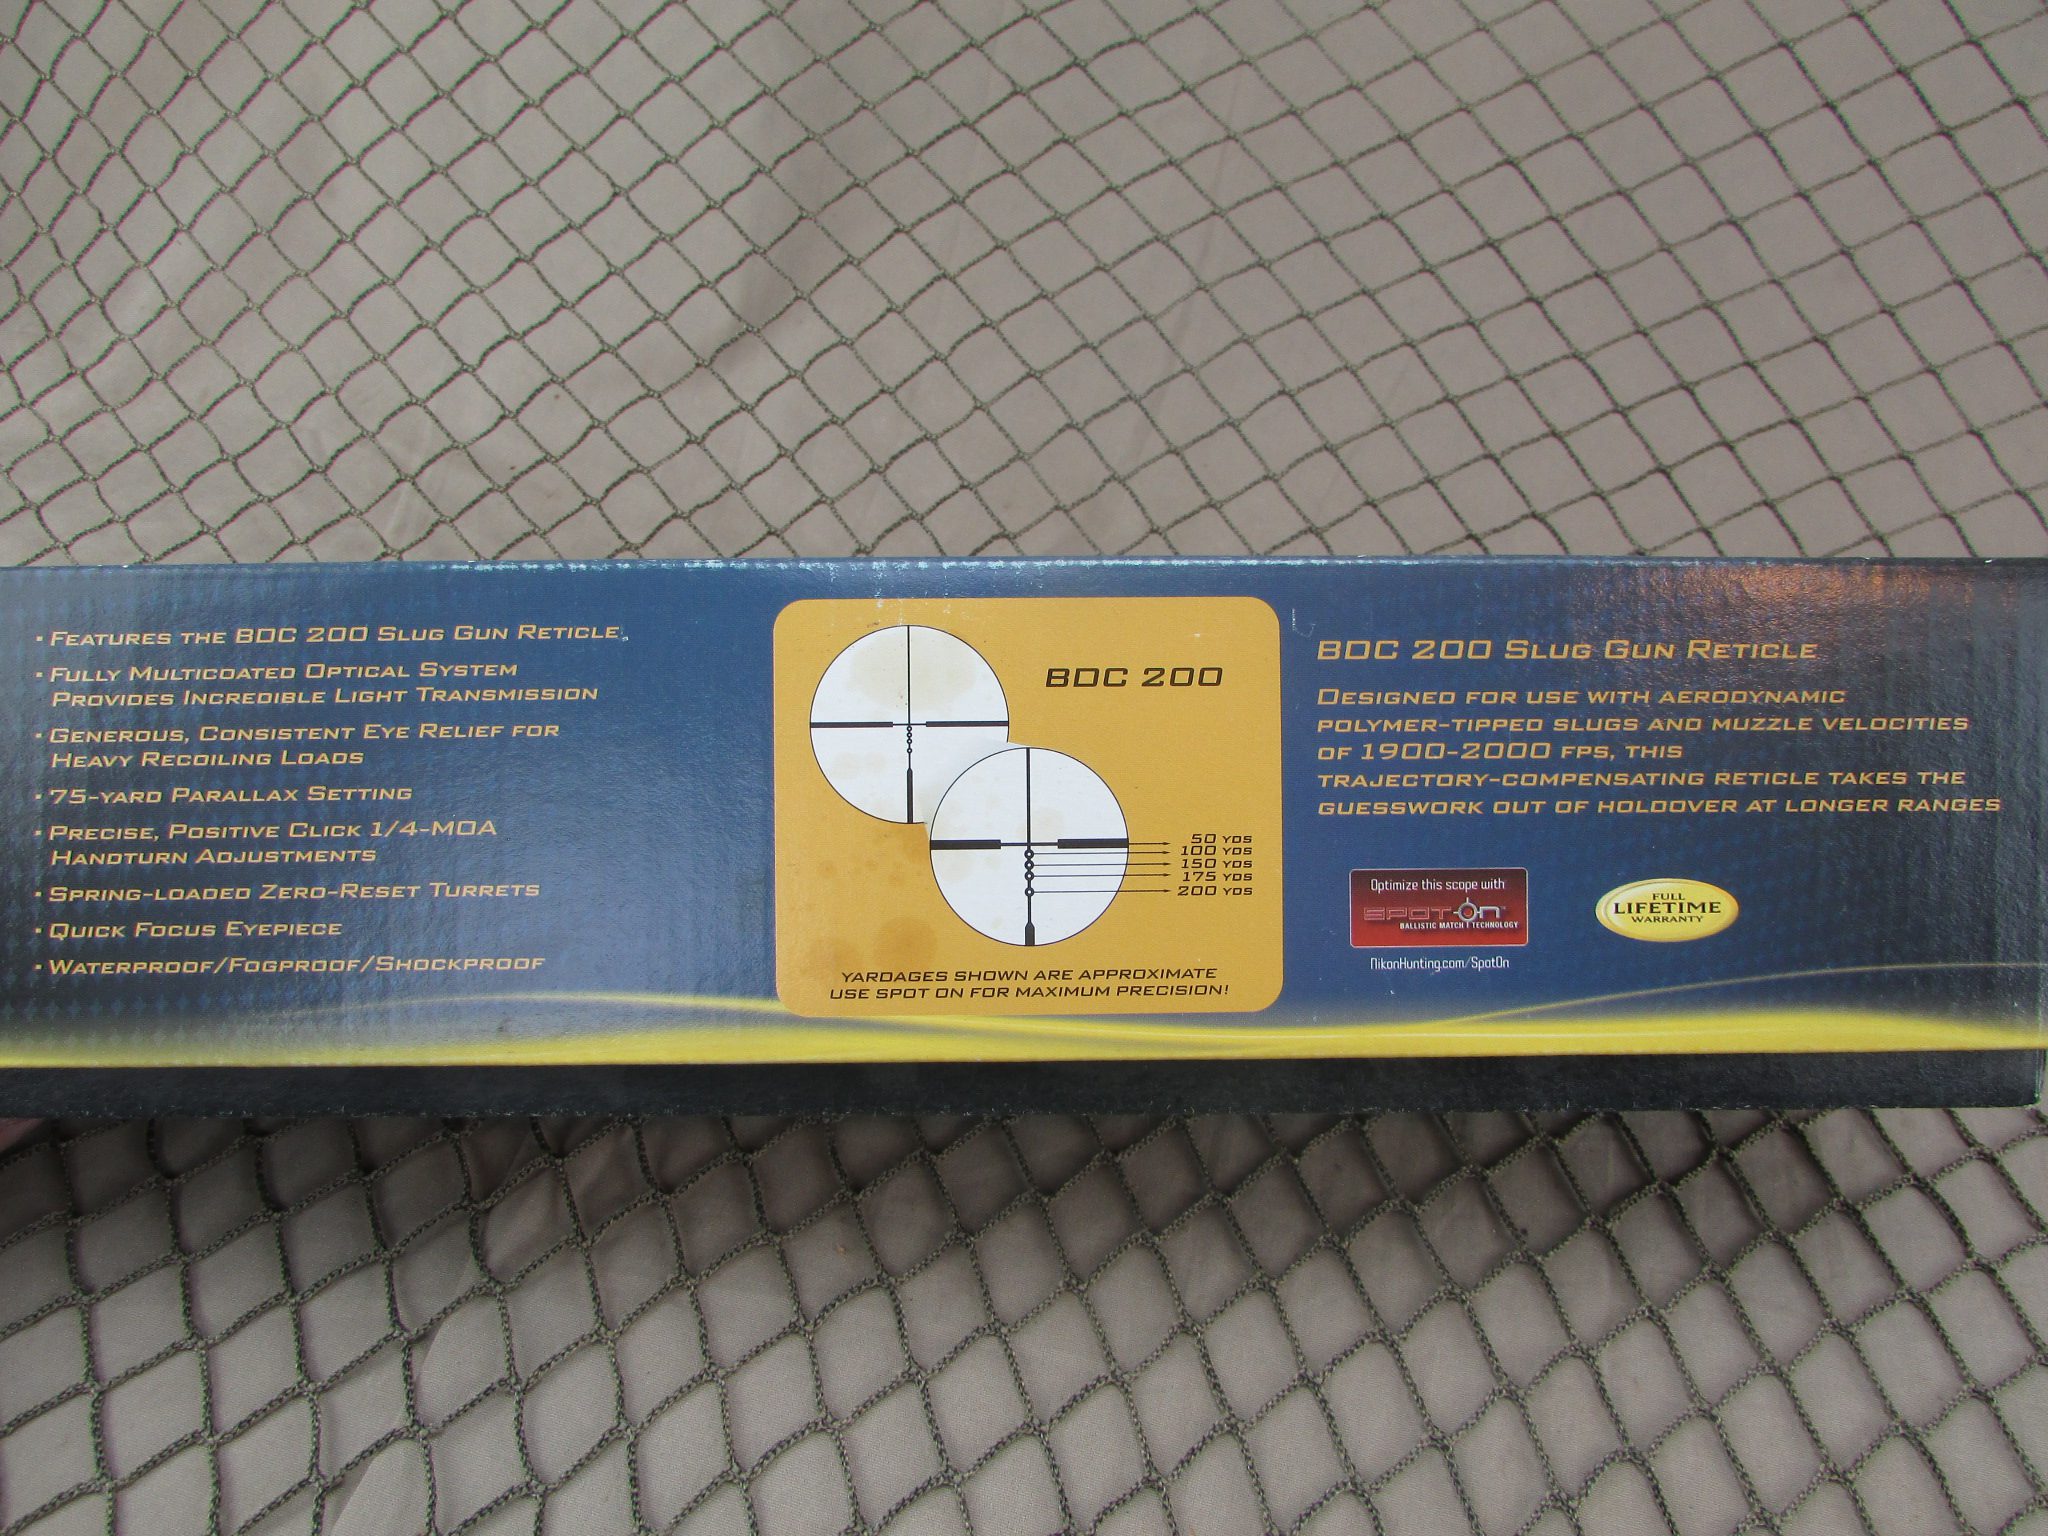 · FEATURES THE BDC 200 SLUG GUN RETICLE.
· FULLY MULTICOATED OPTICAL SYSTEM
PROVIDES INCREDIBLE LIGHT TRANSMISSION
· GENEROUS, CONSISTENT EYE RELIEF FOR
HEAVY RECOILING LOADS
· 75-YARD PARALLAX SETTING
· PRECISE, POSITIVE CLICK 1/4-MOA
HANDTURN ADJUSTMENTS
· SPRING-LOADED ZERO-RESET TURRETS
· QUICK FOCUS EYEPIECE
· WATERPROOF/FOGPROOF/SHOCKPROOF
BDC 200
50 YDS
100 YDS
150 YDS
175 YDS
200 YDS
YARDAGES SHOWN ARE APPROXIMATE
USE SPOT ON FOR MAXIMUM PRECISION!
BDC 200 SLUG GUN RETICLE
DESIGNED FOR USE WITH AERODYNAMIC
POLYMER-TIPPED SLUGS AND MUZZLE VELOCITIES
OF 1900-2000 FPS, THIS
TRAJECTORY-COMPENSATING RETICLE TAKES THE
GUESSWORK OUT OF HOLDOVER AT LONGER RANGES
Optimize this scope with
SPOT ON™
BALLISTIC MATCH TECHNOLOGY
NikonHunting.com/SpotOn
FULL
LIFETIME
WARRANTY